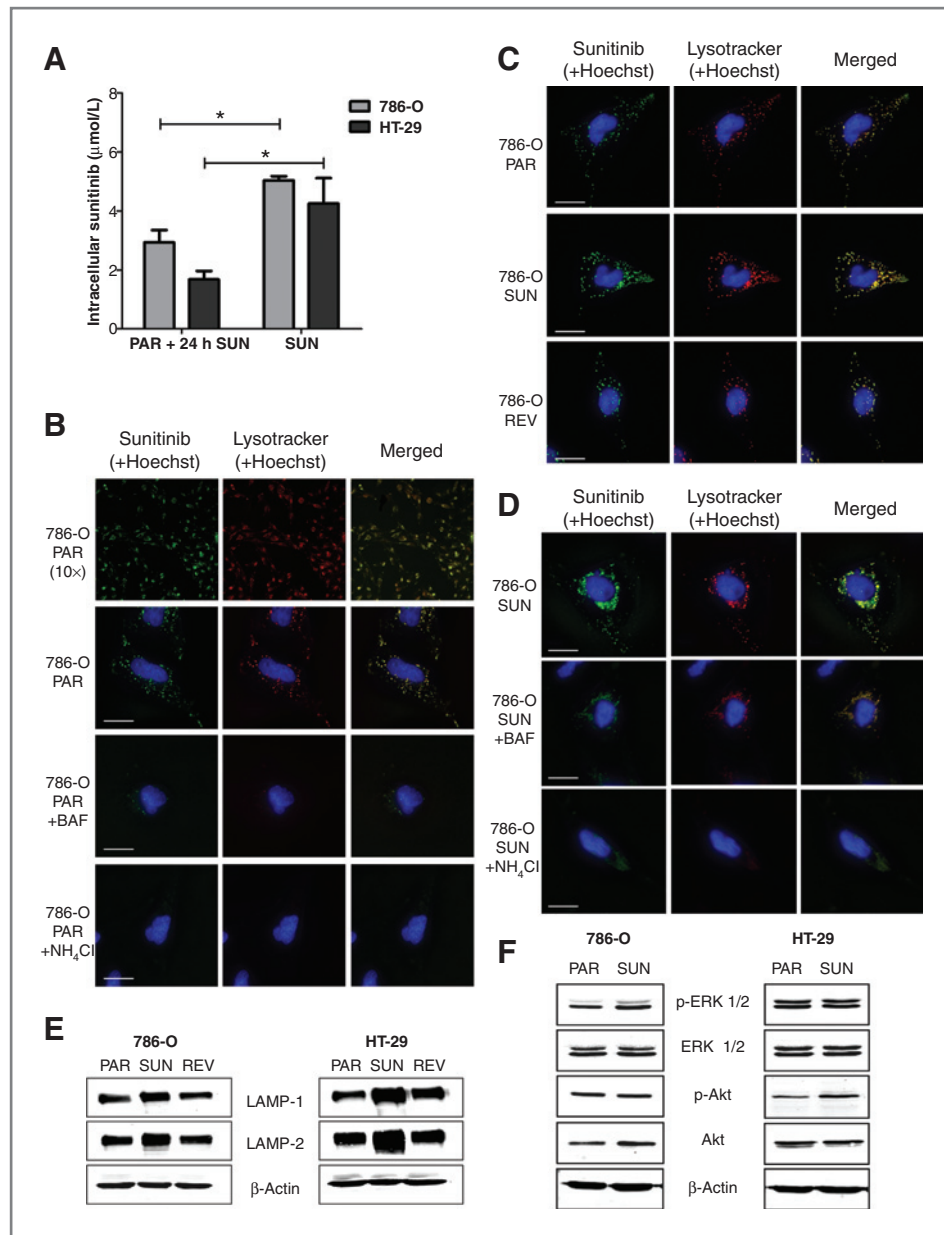 A
Intracellular sunitinib (μmol/L)
8
6
4
2
0
*
*
786-O
HT-29
PAR + 24 h SUN
SUN
B
Sunitinib
(+Hoechst)
Lysotracker
(+Hoechst)
Merged
786-O
PAR
(10×)
786-O
PAR
786-O
PAR
+BAF
786-O
PAR
+NH₄Cl
C
Sunitinib
(+Hoechst)
Lysotracker
(+Hoechst)
Merged
786-O
PAR
786-O
SUN
786-O
REV
D
Sunitinib
(+Hoechst)
Lysotracker
(+Hoechst)
Merged
786-O
SUN
786-O
SUN
+BAF
786-O
SUN
+NH₄Cl
E
786-O
HT-29
PAR SUN REV
PAR SUN REV
LAMP-1
LAMP-2
β-Actin
F
786-O
HT-29
PAR SUN
PAR SUN
p-ERK 1/2
ERK 1/2
p-Akt
Akt
β-Actin